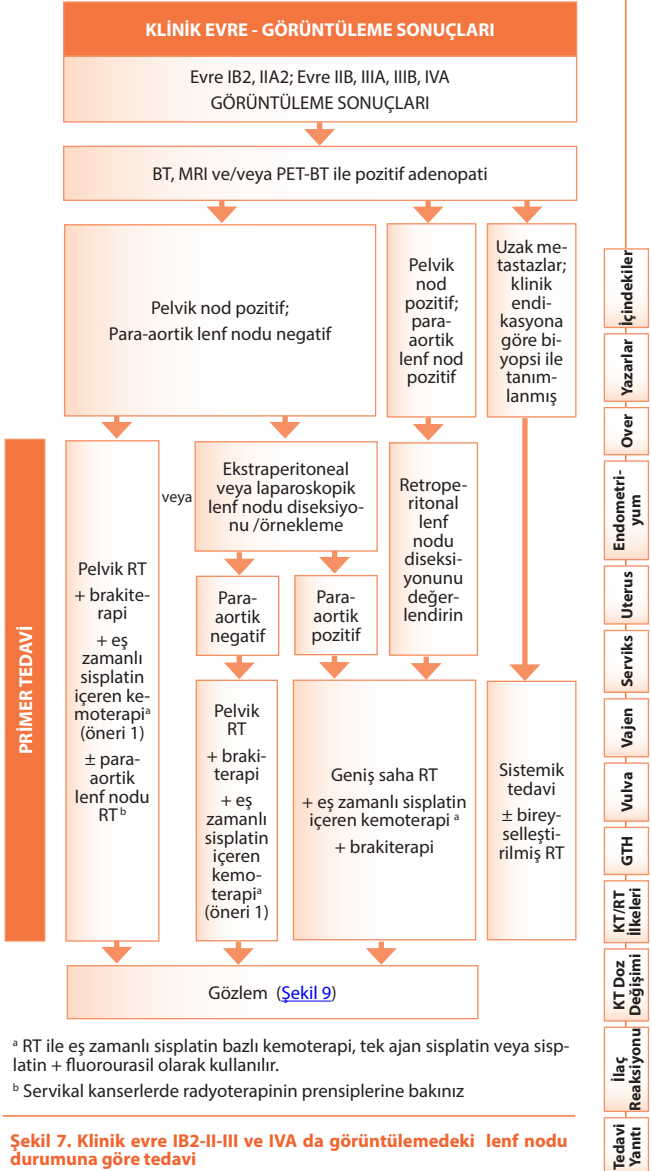 KLİNİK EVRE - GÖRÜNTÜLEME SONUÇLARI
Evre IB2, IIA2; Evre IIB, IIIA, IIIB, IVA
GÖRÜNTÜLEME SONUÇLARI
BT, MRI ve/veya PET-BT ile pozitif adenopati
Pelvik nod pozitif;
Para-aortik lenf nodu negatif
Pelvik
nod
pozitif;
para-
aortik
lenf nod
pozitif
Uzak me-
tastazlar;
klinik
endi-
kasyona
göre bi-
yopsi ile
tanım-
lanmış
PRİMER TEDAVİ
Pelvik RT
+ brakite-
rapi
+ eş
zamanlı
sisplatin
içeren ke-
moterapiᵃ
(öneri 1)
± para-
aortik
lenf nodu
RT ᵇ
veya
Ekstraperitoneal
veya laparoskopik
lenf nodu diseksiyo-
nu /örnekleme
Para-
aortik
negatif
Para-
aortik
pozitif
Retrope-
ritonal
lenf
nodu
diseksi-
yonunu
değer-
lendirin
Pelvik
RT
+ braki-
terapi
+ eş
zamanlı
sisplatin
içeren
kemo-
terapiᵃ
(öneri 1)
Geniş saha RT
+ eş zamanlı sisplatin
içeren kemoterapi ᵃ
+ brakiterapi
Sistemik
tedavi
± birey-
selleşti-
rilmiş RT
Gözlem (Şekil 9)
ᵃ RT ile eş zamanlı sisplatin bazlı kemoterapi, tek ajan sisplatin veya sisp-
latin + fluorourasil olarak kullanılır.
ᵇ Servikal kanserlerde radyoterapinin prensiplerine bakınız
Şekil 7. Klinik evre IB2-II-III ve IVA da görüntülemedeki lenf nodu
durumuna göre tedavi
İçindekiler
Yazarlar
Over
Endometri-
yum
Uterus
Serviks
Vajen
Vulva
GTH
KT/RT
İlkeleri
KT Doz
Değişimi
İlaç
Reaksiyonu
Tedavi
Yanıtı